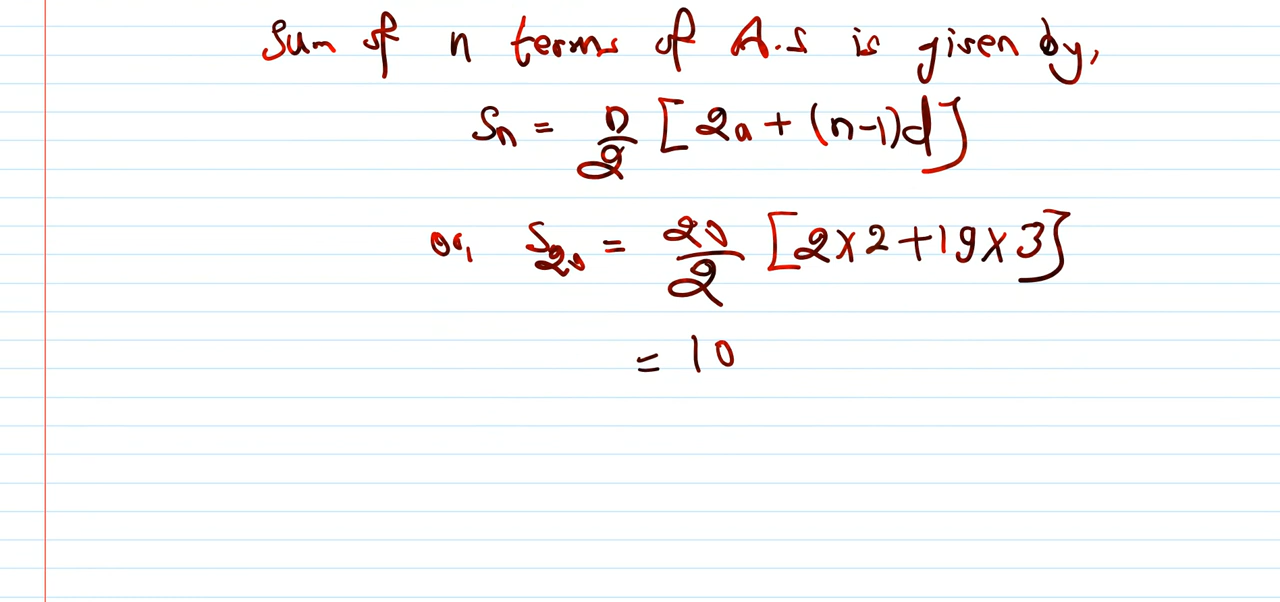 Sum of n terms of A.S is given by,
Sn = n/2 [2a + (n-1)d]
or, S20 = 20/2 [2×2+19×3]
= 10